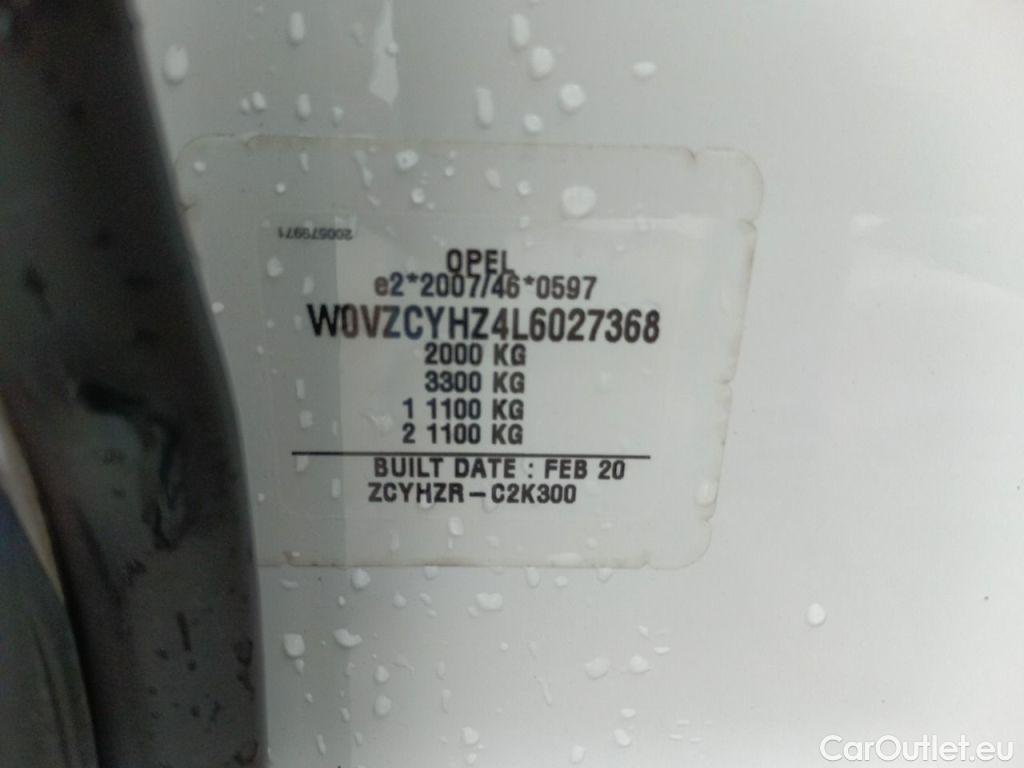 200579971
OPEL
e2*2007/46*0597
W0VZCYHZ4L6027368
2000 KG
3300 KG
1 1100 KG
2 1100 KG
BUILT DATE : FEB 20
ZCYHZR-C2K300
CarOutlet.eu